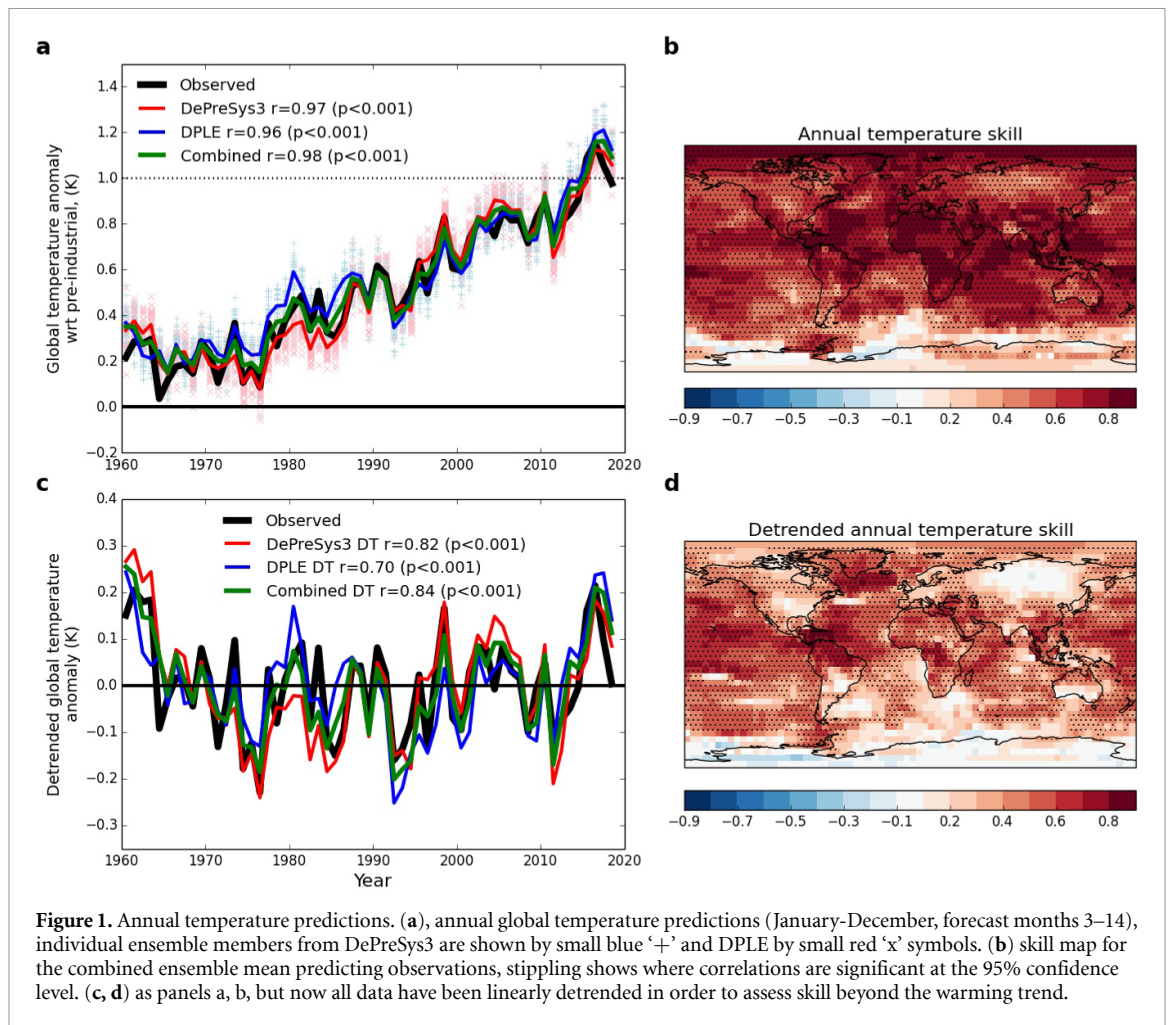 a
Global temperature anomaly
wrt pre-industrial, (K)
1.4
1.2
1.0
0.8
0.6
0.4
0.2
0.0
−0.2
Observed
DePreSys3 r=0.97 (p<0.001)
DPLE r=0.96 (p<0.001)
Combined r=0.98 (p<0.001)
1960 1970 1980 1990 2000 2010 2020
b
Annual temperature skill
−0.9 −0.7 −0.5 −0.3 −0.1 0.2 0.4 0.6 0.8
c
Detrended global temperature
anomaly (K)
0.4
0.3
0.2
0.1
0.0
−0.1
−0.2
−0.3
Observed
DePreSys3 DT r=0.82 (p<0.001)
DPLE DT r=0.70 (p<0.001)
Combined DT r=0.84 (p<0.001)
1960 1970 1980 1990 2000 2010 2020
Year
d
Detrended annual temperature skill
−0.9 −0.7 −0.5 −0.3 −0.1 0.2 0.4 0.6 0.8
Figure 1. Annual temperature predictions. (a), annual global temperature predictions (January-December, forecast months 3–14),
individual ensemble members from DePreSys3 are shown by small blue ‘+’ and DPLE by small red ‘x’ symbols. (b) skill map for
the combined ensemble mean predicting observations, stippling shows where correlations are significant at the 95% confidence
level. (c, d) as panels a, b, but now all data have been linearly detrended in order to assess skill beyond the warming trend.